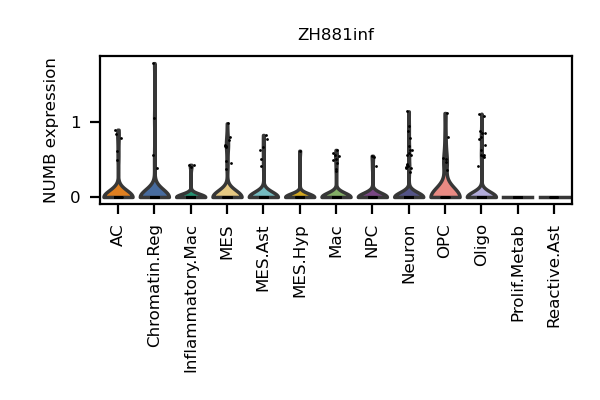 ZH881inf
NUMB expression
1
0
AC
Chromatin.Reg
Inflammatory.Mac
MES
MES.Ast
MES.Hyp
Mac
NPC
Neuron
OPC
Oligo
Prolif.Metab
Reactive.Ast